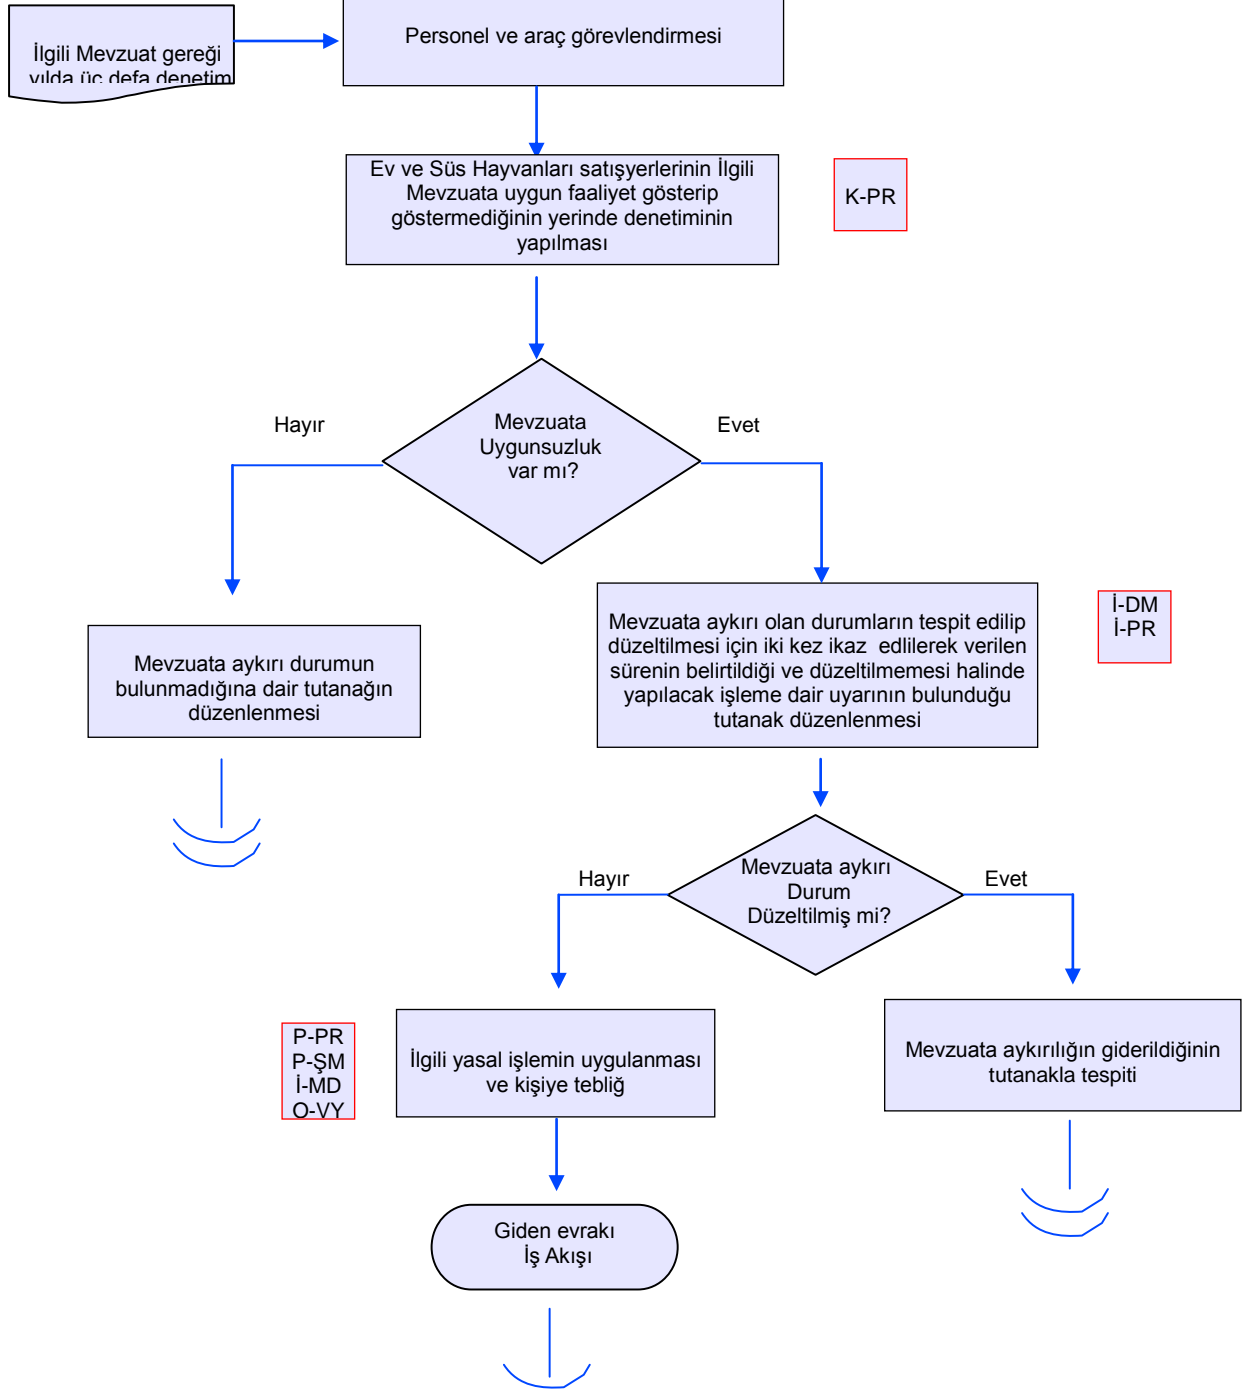 İlgili Mevzuat gereği
yılda üç defa denetim
Personel ve araç görevlendirmesi
Ev ve Süs Hayvanları satışyerlerinin İlgili
Mevzuata uygun faaliyet gösterip
göstermediğinin yerinde denetiminin
yapılması
K-PR
Mevzuata
Uygunsuzluk
var mı?
Hayır
Evet
Mevzuata aykırı durumun
bulunmadığına dair tutanağın
düzenlenmesi
Mevzuata aykırı olan durumların tespit edilip
düzeltilmesi için iki kez ikaz  edlilerek verilen
sürenin belirtildiği ve düzeltilmemesi halinde
yapılacak işleme dair uyarının bulunduğu
tutanak düzenlenmesi
İ-DM
İ-PR
Mevzuata aykırı
Durum
Düzeltilmiş mi?
Hayır
Evet
P-PR
P-ŞM
İ-MD
O-VY
İlgili yasal işlemin uygulanması
ve kişiye tebliğ
Mevzuata aykırılığın giderildiğinin
tutanakla tespiti
Giden evrakı
İş Akışı